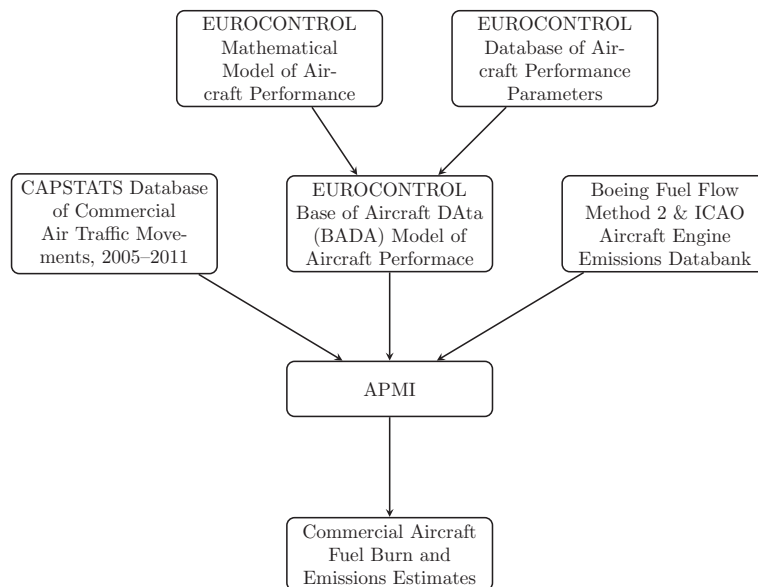 EUROCONTROL
Mathematical
Model of Air-
craft Performance
EUROCONTROL
Database of Air-
craft Performance
Parameters
CAPSTATS Database
of Commercial
Air Traffic Move-
ments, 2005–2011
EUROCONTROL
Base of Aircraft DAta
(BADA) Model of
Aircraft Performace
Boeing Fuel Flow
Method 2 & ICAO
Aircraft Engine
Emissions Databank
APMI
Commercial Aircraft
Fuel Burn and
Emissions Estimates